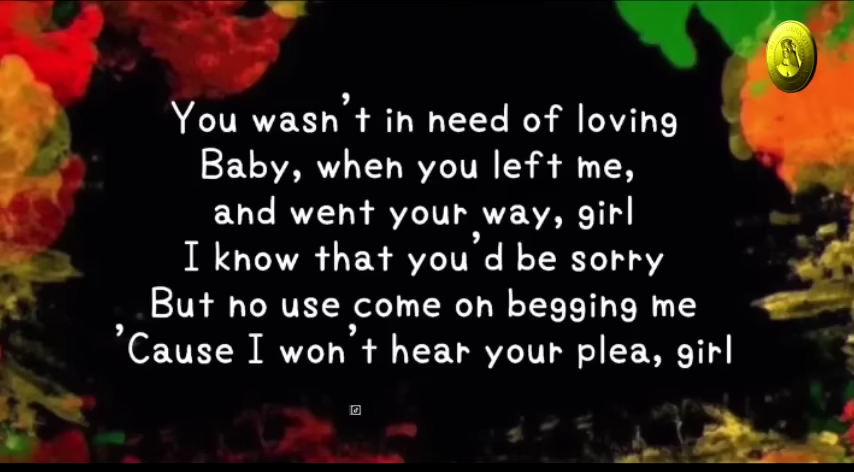 You wasn't in need of loving
Baby, when you left me,
and went your way, girl
I know that you'd be sorry
But no use come on begging me
'Cause I won't hear your plea, girl